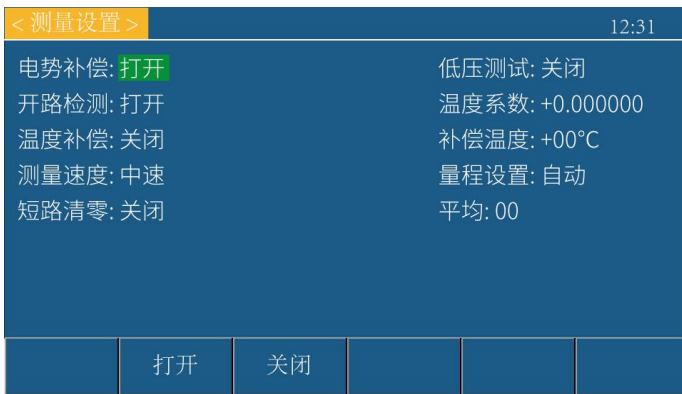 <测量设置> 12:31
电势补偿:打开 低压测试:关闭
开路检测:打开 温度系数:+0.000000
温度补偿:关闭 补偿温度:+00°C
测量速度:中速 量程设置:自动
短路清零:关闭 平均:00
打开 关闭